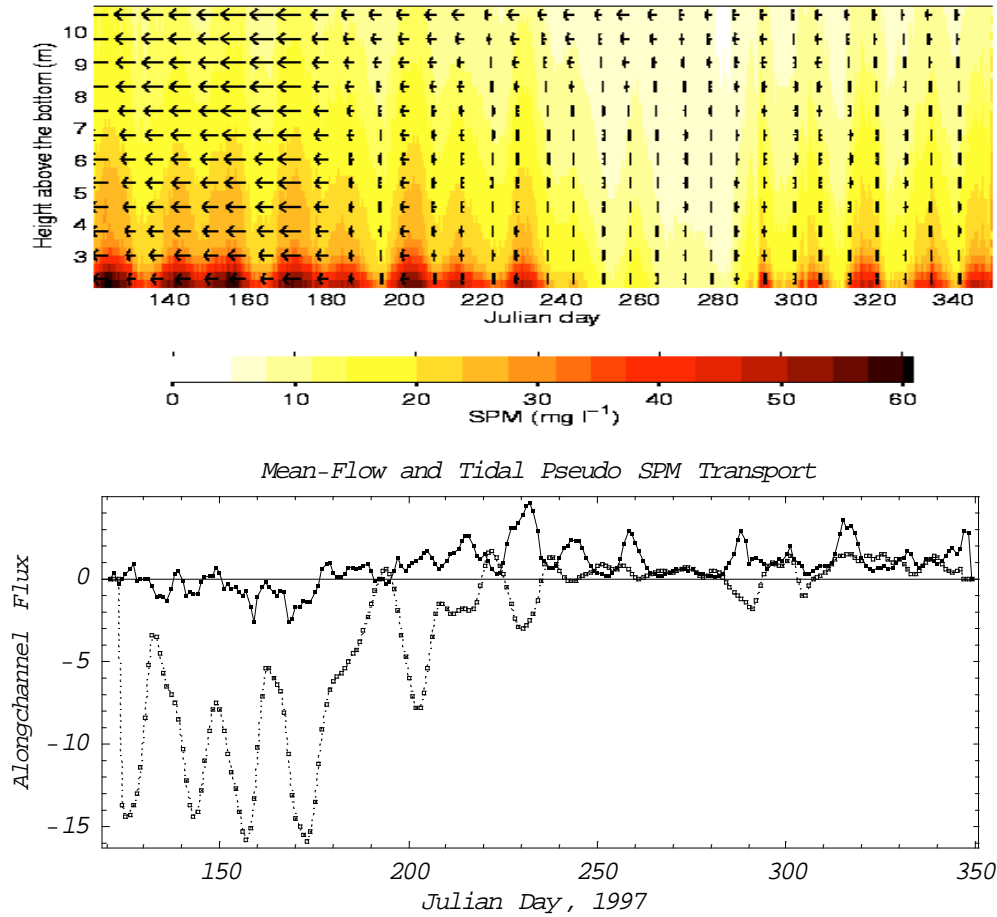 Height above the bottom (m)
10
9
8
7
6
5
4
3
140 160 180 200 220 240 260 280 300 320 340
Julian day
0 10 20 30 40 50 60
SPM (mg l⁻¹)
Mean-Flow and Tidal Pseudo SPM Transport
Alongchannel Flux
0
-5
-10
-15
150 200 250 300 350
Julian Day, 1997